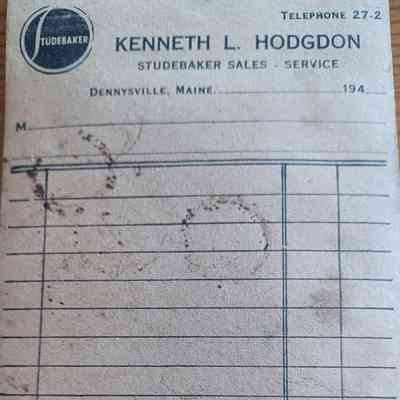 TELEPHONE 27-2
STUDEBAKER
KENNETH L. HODGDON
STUDEBAKER SALES - SERVICE
DENNYSVILLE, MAINE 194
M